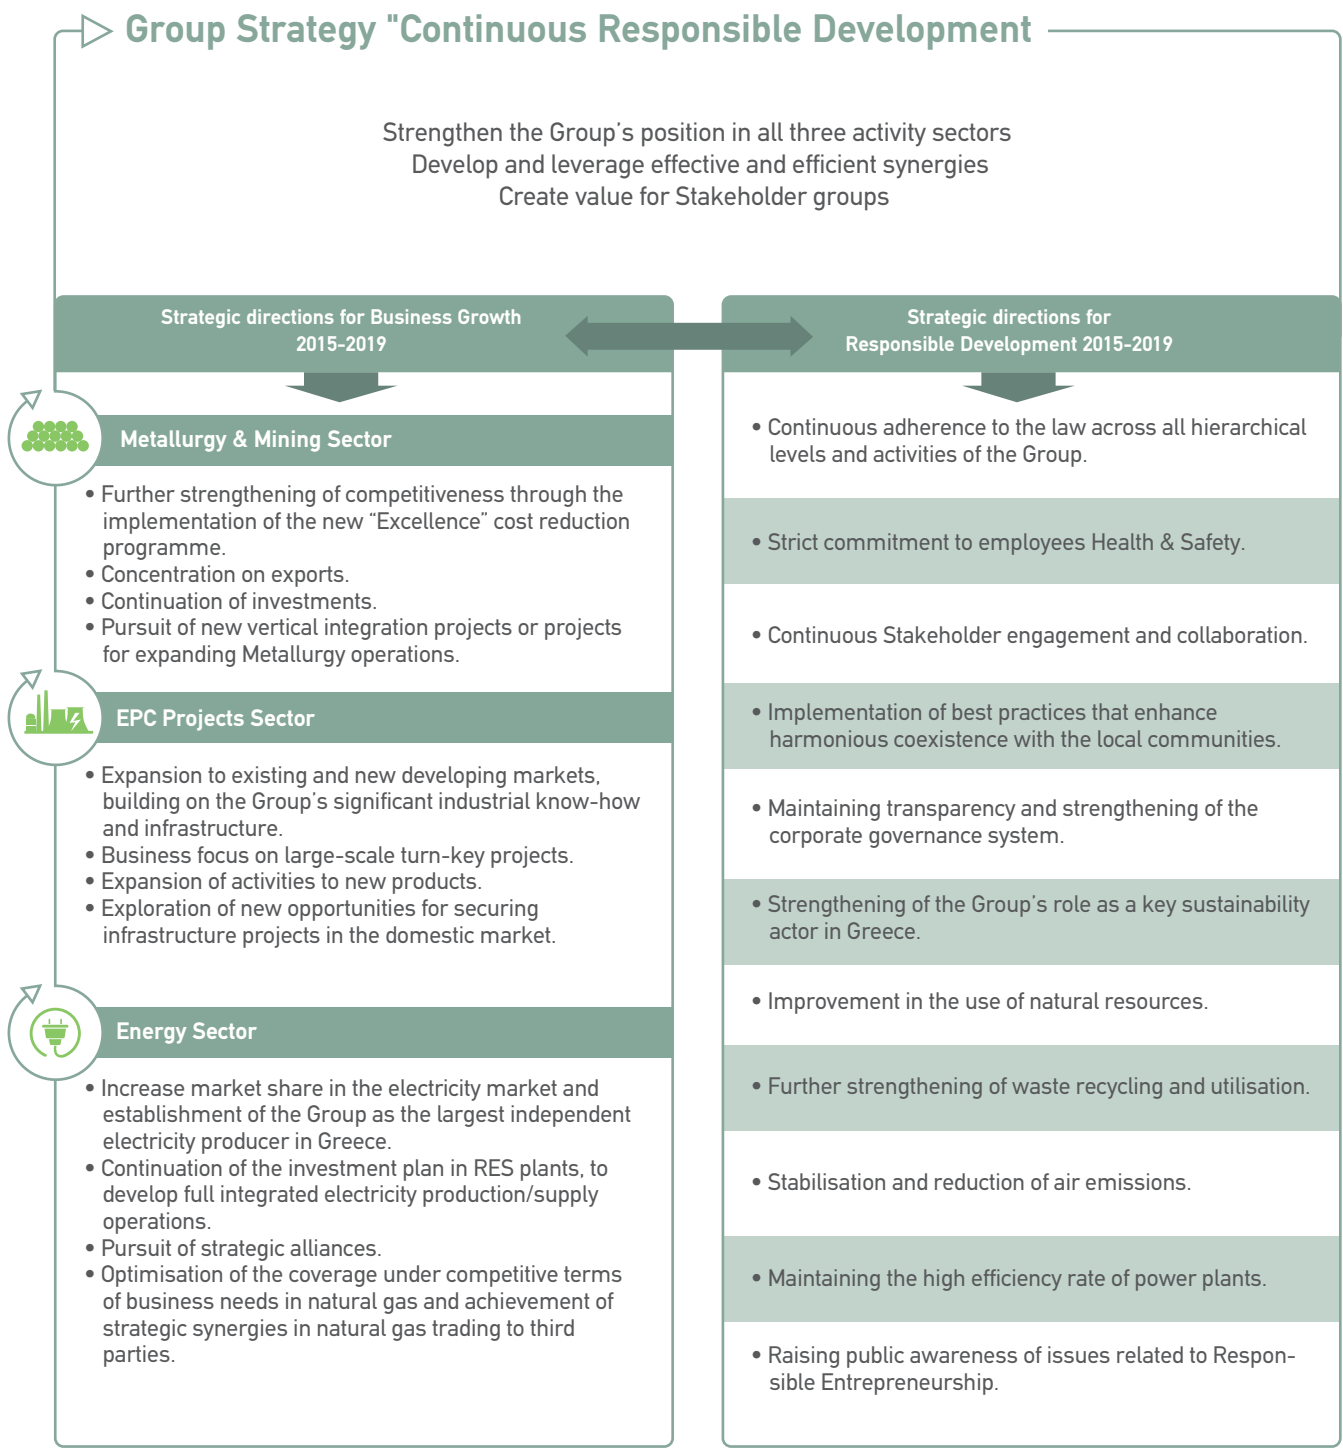 Group Strategy "Continuous Responsible Development
Strengthen the Group's position in all three activity sectors
Develop and leverage effective and efficient synergies
Create value for Stakeholder groups
Strategic directions for Business Growth
2015-2019
Metallurgy & Mining Sector
• Further strengthening of competitiveness through the
implementation of the new “Excellence” cost reduction
programme.
• Concentration on exports.
• Continuation of investments.
• Pursuit of new vertical integration projects or projects
for expanding Metallurgy operations.
EPC Projects Sector
• Expansion to existing and new developing markets,
building on the Group's significant industrial know-how
and infrastructure.
• Business focus on large-scale turn-key projects.
• Expansion of activities to new products.
• Exploration of new opportunities for securing
infrastructure projects in the domestic market.
Energy Sector
• Increase market share in the electricity market and
establishment of the Group as the largest independent
electricity producer in Greece.
• Continuation of the investment plan in RES plants, to
develop full integrated electricity production/supply
operations.
• Pursuit of strategic alliances.
• Optimisation of the coverage under competitive terms
of business needs in natural gas and achievement of
strategic synergies in natural gas trading to third
parties.
Strategic directions for
Responsible Development 2015-2019
• Continuous adherence to the law across all hierarchical
levels and activities of the Group.
• Strict commitment to employees Health & Safety.
• Continuous Stakeholder engagement and collaboration.
• Implementation of best practices that enhance
harmonious coexistence with the local communities.
• Maintaining transparency and strengthening of the
corporate governance system.
• Strengthening of the Group's role as a key sustainability
actor in Greece.
• Improvement in the use of natural resources.
• Further strengthening of waste recycling and utilisation.
• Stabilisation and reduction of air emissions.
• Maintaining the high efficiency rate of power plants.
• Raising public awareness of issues related to Respon-
sible Entrepreneurship.